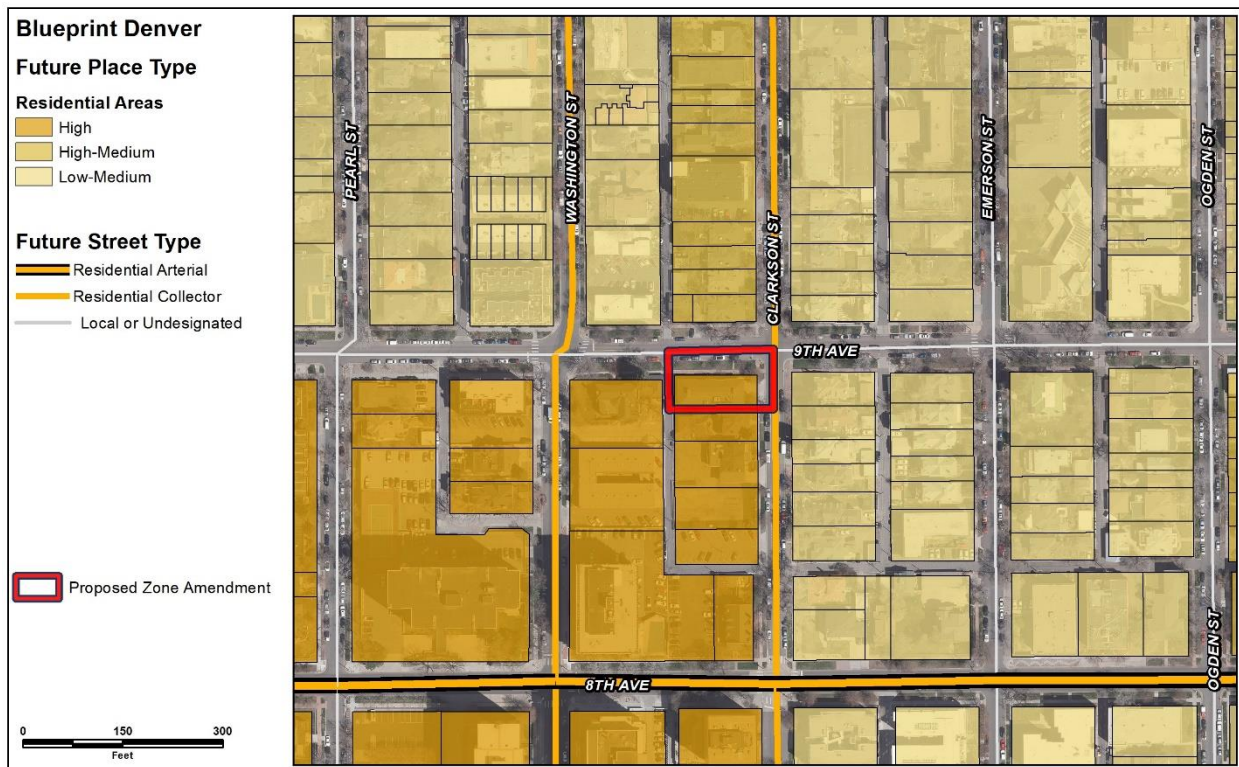 Blueprint Denver
Future Place Type
Residential Areas
High
High-Medium
Low-Medium
Future Street Type
Residential Arterial
Residential Collector
Local or Undesignated
Proposed Zone Amendment
0 150 300
Feet
PEARL ST
WASHINGTON ST
CLARKSON ST
EMERSON ST
OGDEN ST
9TH AVE
8TH AVE
OGDEN ST